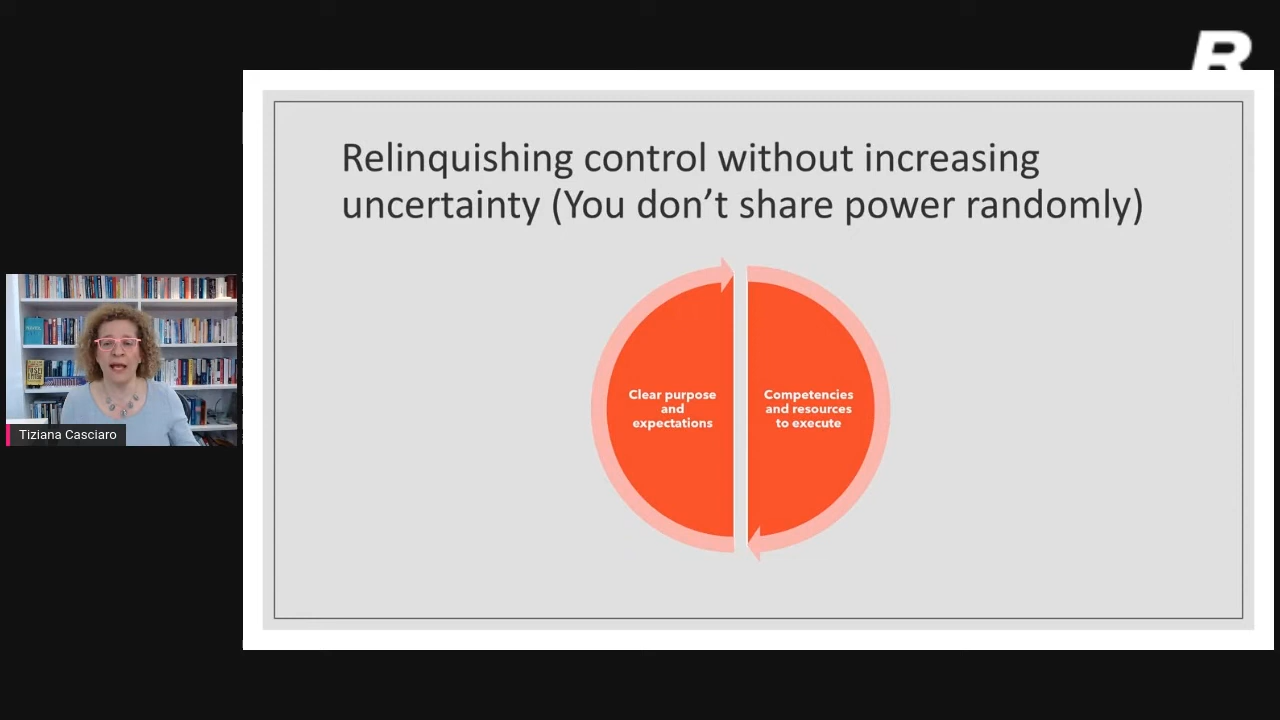 R
Relinquishing control without increasing
uncertainty (You don’t share power randomly)
Clear purpose
and
expectations
Competencies
and resources
to execute
Tiziana Casciaro